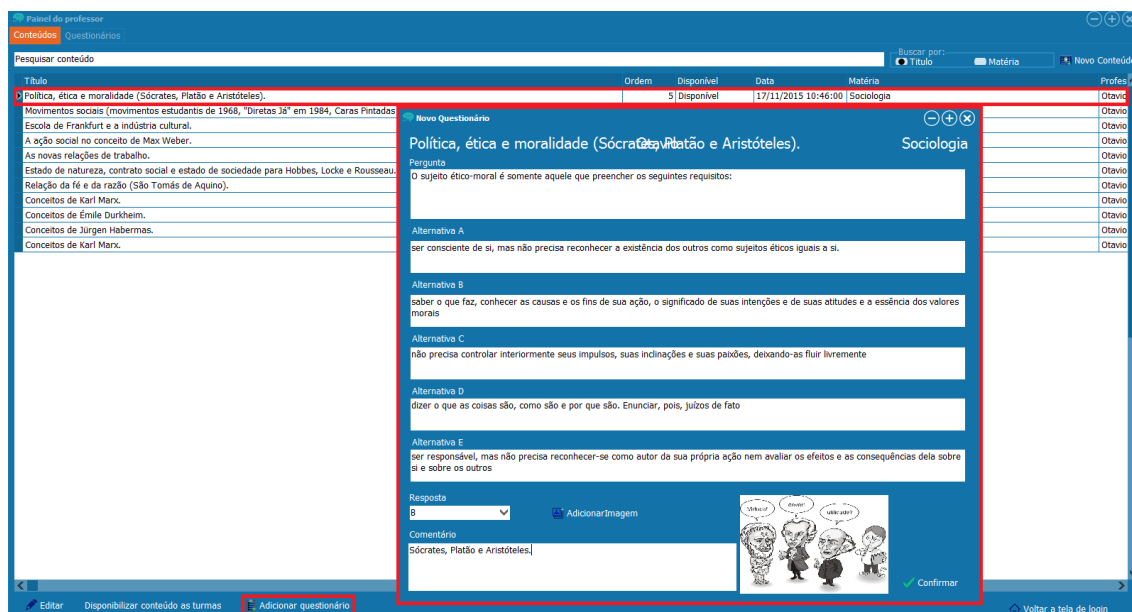 Painel do professor
Conteúdos Questionários
Pesquisar conteúdo
Buscar por:
Titulo Matéria
Novo Conteúdo
Título Ordem Disponível Data Matéria Profes
Política, ética e moralidade (Sócrates, Platão e Aristóteles). 5 Disponível 17/11/2015 10:46:00 Sociologia Otavio
Movimentos sociais (movimentos estudantis de 1968, "Diretas Já" em 1984, Caras Pintadas Otavio
Escola de Frankfurt e a indústria cultural. Otavio
A ação social no conceito de Max Weber. Otavio
As novas relações de trabalho. Otavio
Estado de natureza, contrato social e estado de sociedade para Hobbes, Locke e Rousseau. Otavio
Relação da fé e da razão (São Tomás de Aquino). Otavio
Conceitos de Karl Marx. Otavio
Conceitos de Émile Durkheim. Otavio
Conceitos de Jürgen Habermas. Otavio
Conceitos de Karl Marx. Otavio
Novo Questionário
Política, ética e moralidade (Sócrates, Platão e Aristóteles). Otavio Sociologia
Pergunta
O sujeito ético-moral é somente aquele que preencher os seguintes requisitos:
Alternativa A
ser consciente de si, mas não precisa reconhecer a existência dos outros como sujeitos éticos iguais a si.
Alternativa B
saber o que faz, conhecer as causas e os fins de sua ação, o significado de suas intenções e de suas atitudes e a essência dos valores
morais
Alternativa C
não precisa controlar interiormente seus impulsos, suas inclinações e suas paixões, deixando-as fluir livremente
Alternativa D
dizer o que as coisas são, como são e por que são. Enunciar, pois, juízos de fato
Alternativa E
ser responsável, mas não precisa reconhecer-se como autor da sua própria ação nem avaliar os efeitos e as consequências dela sobre
si e sobre os outros
Resposta
B
AdicionarImagem
Comentário
Sócrates, Platão e Aristóteles.
Confirmar
Editar Disponibilizar conteúdo as turmas Adicionar questionário Voltar a tela de login